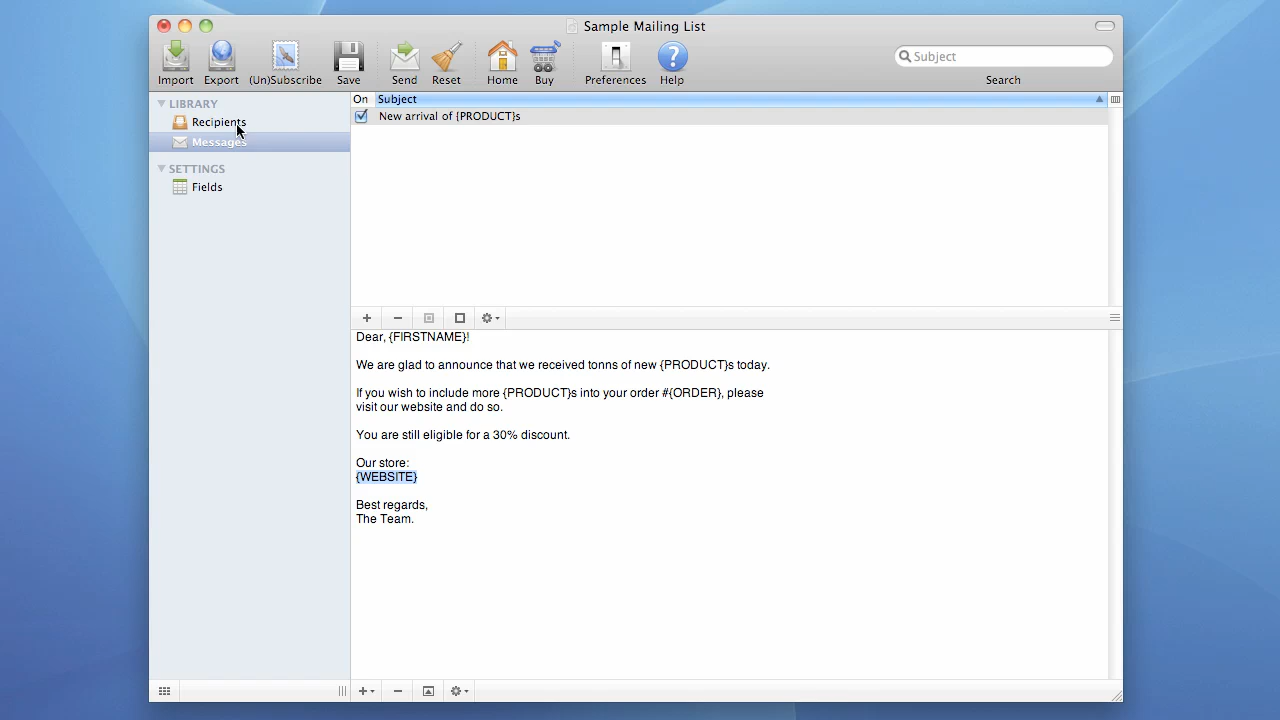 Sample Mailing List
Import Export (Un)Subscribe Save Send Reset Home Buy Preferences Help
Subject
Search
LIBRARY
Recipients
Messages
SETTINGS
Fields
On Subject
New arrival of {PRODUCT}s
Dear, {FIRSTNAME}!
We are glad to announce that we received tonns of new {PRODUCT}s today.
If you wish to include more {PRODUCT}s into your order #{ORDER}, please
visit our website and do so.
You are still eligible for a 30% discount.
Our store:
{WEBSITE}
Best regards,
The Team.